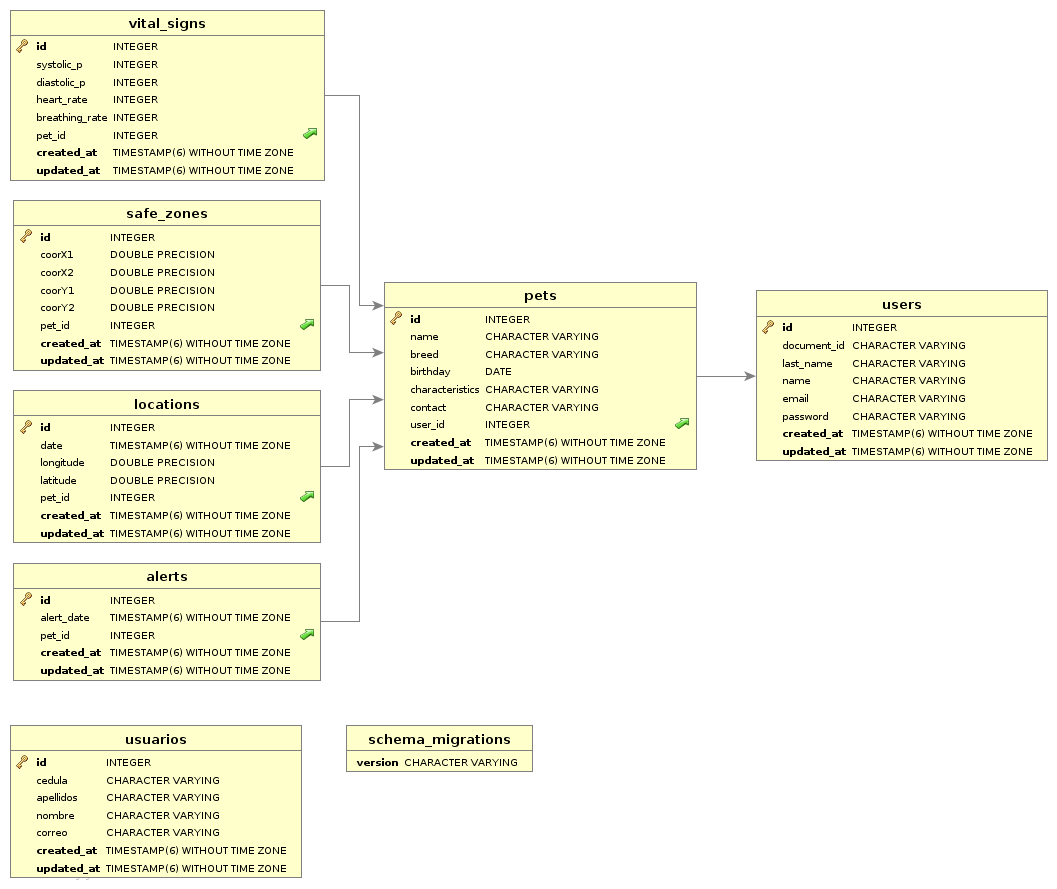 vital_signs
id INTEGER
systolic_p INTEGER
diastolic_p INTEGER
heart_rate INTEGER
breathing_rate INTEGER
pet_id INTEGER
created_at TIMESTAMP(6) WITHOUT TIME ZONE
updated_at TIMESTAMP(6) WITHOUT TIME ZONE
safe_zones
id INTEGER
coorX1 DOUBLE PRECISION
coorX2 DOUBLE PRECISION
coorY1 DOUBLE PRECISION
coorY2 DOUBLE PRECISION
pet_id INTEGER
created_at TIMESTAMP(6) WITHOUT TIME ZONE
updated_at TIMESTAMP(6) WITHOUT TIME ZONE
locations
id INTEGER
date TIMESTAMP(6) WITHOUT TIME ZONE
longitude DOUBLE PRECISION
latitude DOUBLE PRECISION
pet_id INTEGER
created_at TIMESTAMP(6) WITHOUT TIME ZONE
updated_at TIMESTAMP(6) WITHOUT TIME ZONE
alerts
id INTEGER
alert_date TIMESTAMP(6) WITHOUT TIME ZONE
pet_id INTEGER
created_at TIMESTAMP(6) WITHOUT TIME ZONE
updated_at TIMESTAMP(6) WITHOUT TIME ZONE
pets
id INTEGER
name CHARACTER VARYING
breed CHARACTER VARYING
birthday DATE
characteristics CHARACTER VARYING
contact CHARACTER VARYING
user_id INTEGER
created_at TIMESTAMP(6) WITHOUT TIME ZONE
updated_at TIMESTAMP(6) WITHOUT TIME ZONE
users
id INTEGER
document_id CHARACTER VARYING
last_name CHARACTER VARYING
name CHARACTER VARYING
email CHARACTER VARYING
password CHARACTER VARYING
created_at TIMESTAMP(6) WITHOUT TIME ZONE
updated_at TIMESTAMP(6) WITHOUT TIME ZONE
usuarios
id INTEGER
cedula CHARACTER VARYING
apellidos CHARACTER VARYING
nombre CHARACTER VARYING
correo CHARACTER VARYING
created_at TIMESTAMP(6) WITHOUT TIME ZONE
updated_at TIMESTAMP(6) WITHOUT TIME ZONE
schema_migrations
version CHARACTER VARYING